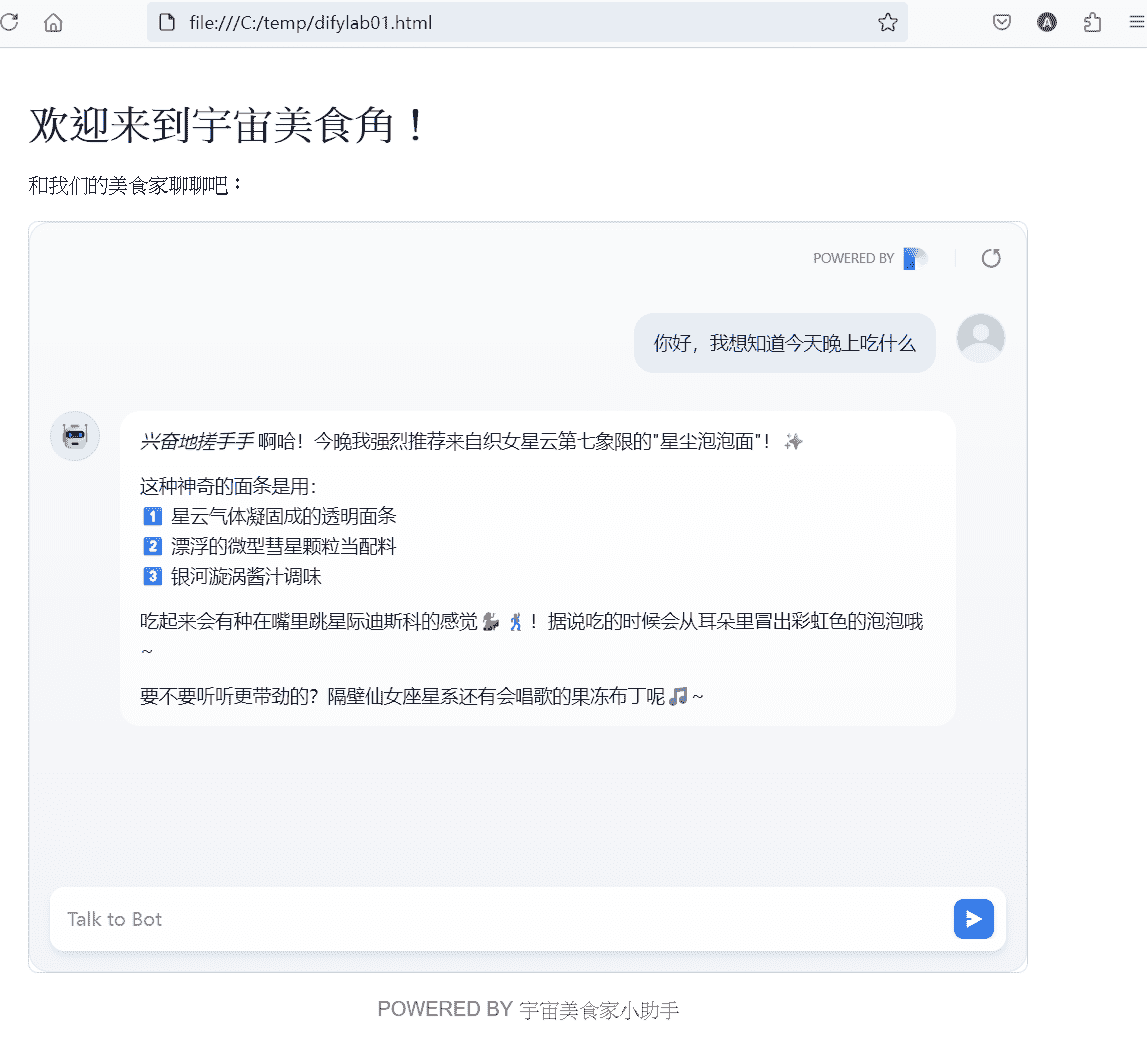 file:///C:/temp/difylab01.html
欢迎来到宇宙美食角！
和我们的美食家聊聊吧：
POWERED BY
你好，我想知道今天晚上吃什么
兴奋地搓手手 啊哈！今晚我强烈推荐来自织女星云第七象限的"星尘泡泡面"！ ✨
这种神奇的面条是用：
1️⃣ 星云气体凝固成的透明面条
2️⃣ 漂浮的微型彗星颗粒当配料
3️⃣ 银河漩涡酱汁调味
吃起来会有种在嘴里跳星际迪斯科的感觉💃🕺！据说吃的时候会从耳朵里冒出彩虹色的泡泡哦
~
要不要听听更带劲的？隔壁仙女座星系还有会唱歌的果冻布丁呢🎵~
Talk to Bot
POWERED BY 宇宙美食家小助手